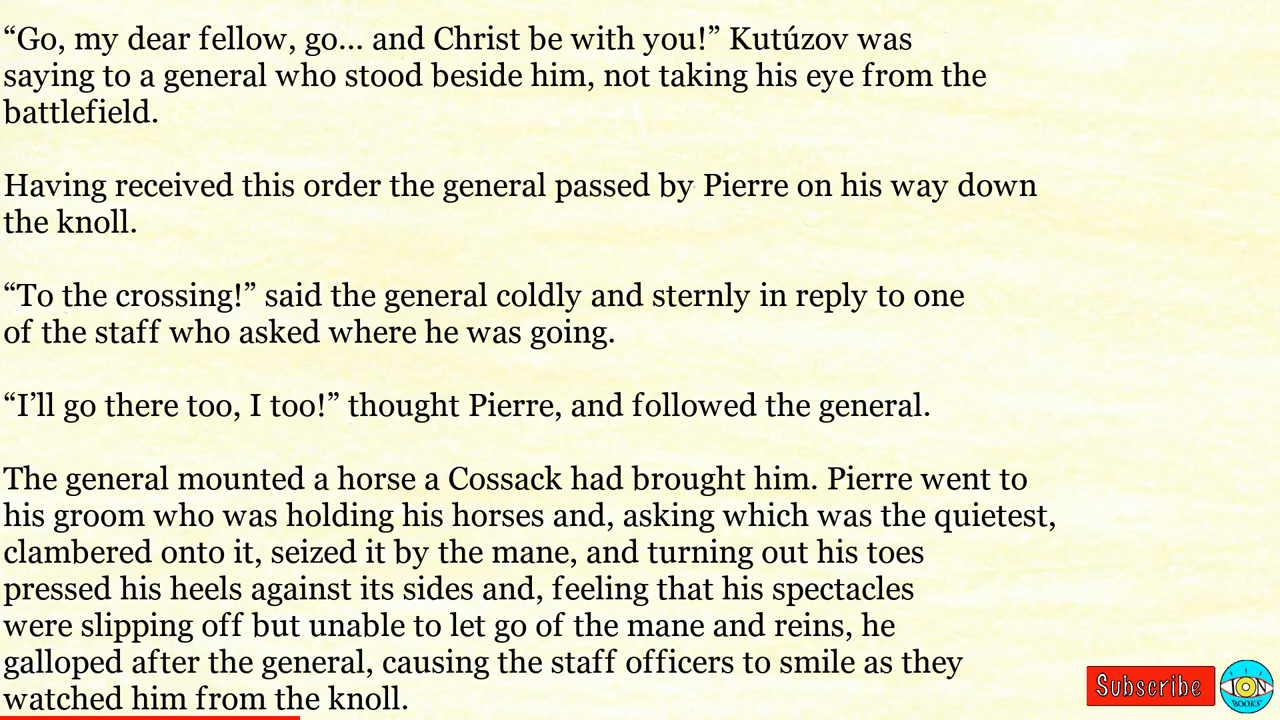 “Go, my dear fellow, go... and Christ be with you!” Kutúzov was
saying to a general who stood beside him, not taking his eye from the
battlefield.
Having received this order the general passed by Pierre on his way down
the knoll.
“To the crossing!” said the general coldly and sternly in reply to one
of the staff who asked where he was going.
“I’ll go there too, I too!” thought Pierre, and followed the general.
The general mounted a horse a Cossack had brought him. Pierre went to
his groom who was holding his horses and, asking which was the quietest,
clambered onto it, seized it by the mane, and turning out his toes
pressed his heels against its sides and, feeling that his spectacles
were slipping off but unable to let go of the mane and reins, he
galloped after the general, causing the staff officers to smile as they
watched him from the knoll.
Subscribe
ION
BOOKS